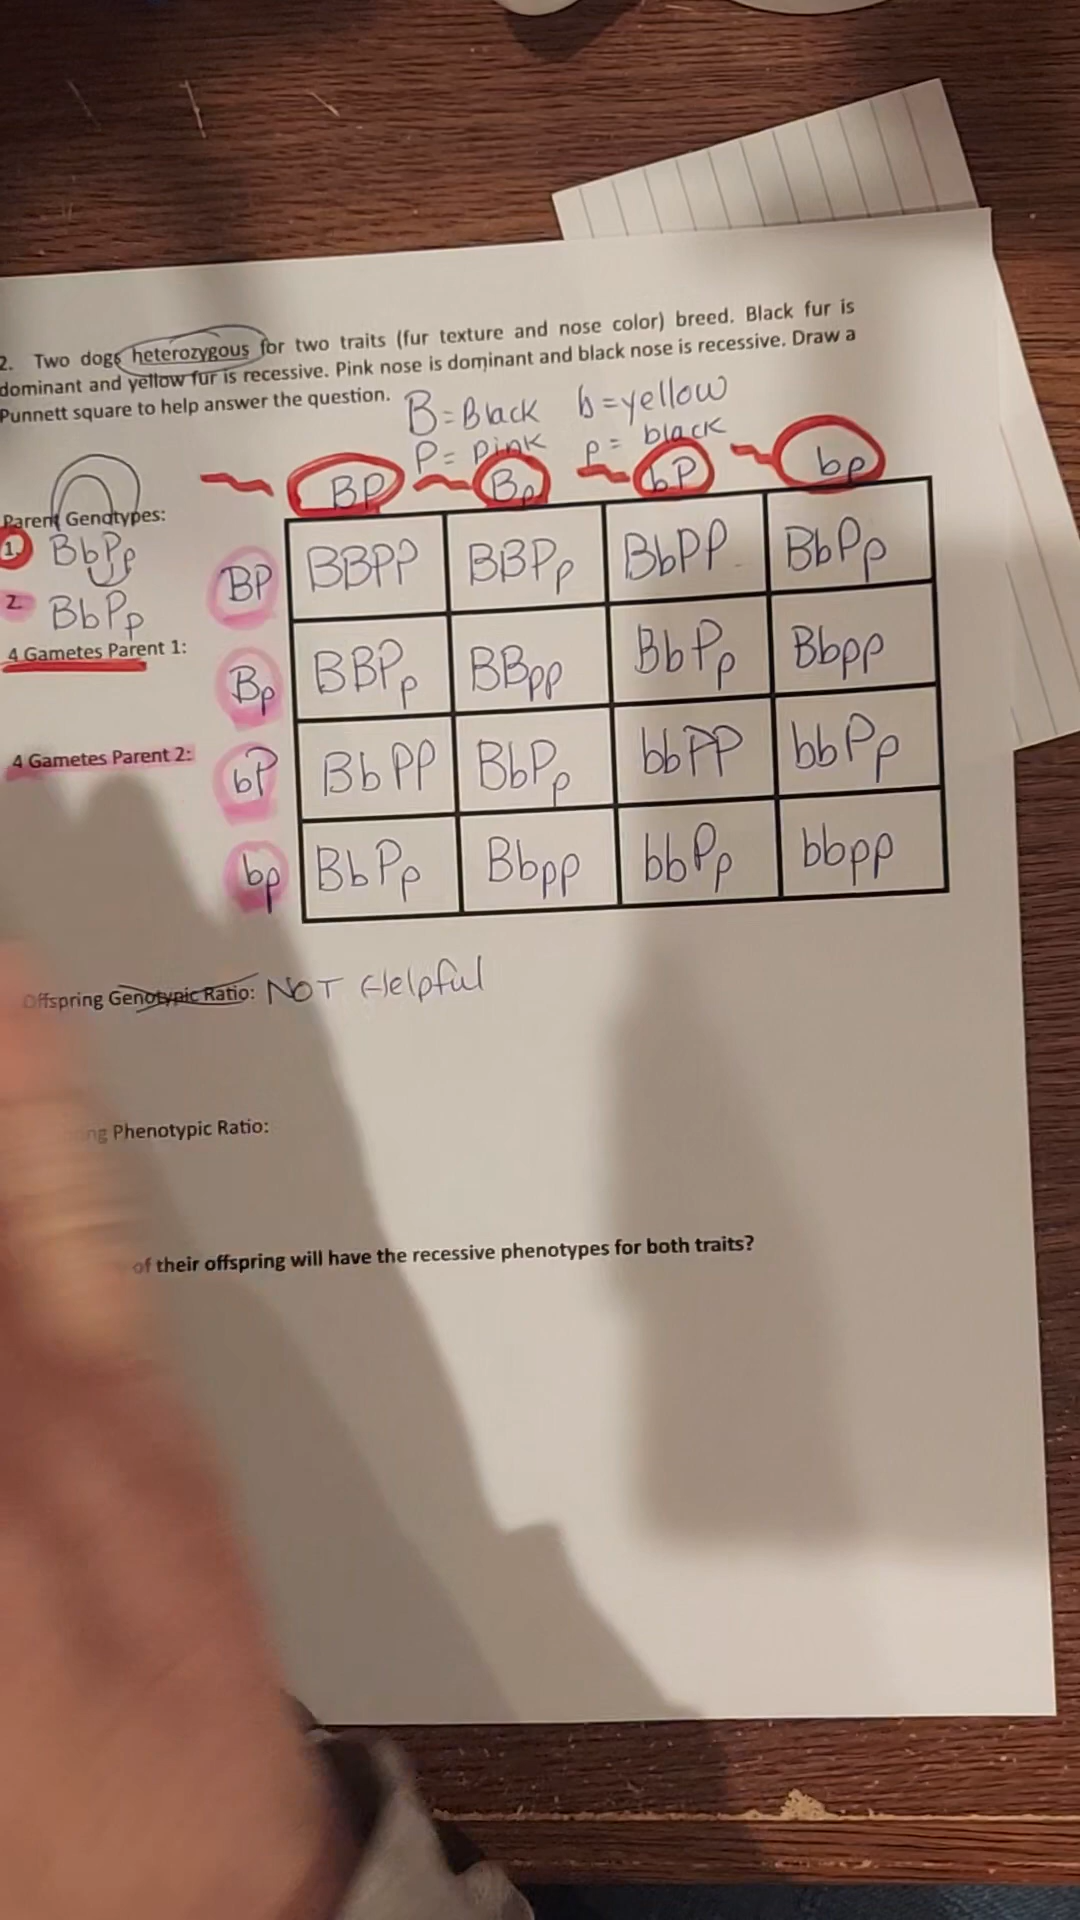 2. Two dogs heterozygous for two traits (fur texture and nose color) breed. Black fur is
dominant and yellow fur is recessive. Pink nose is dominant and black nose is recessive. Draw a
Punnett square to help answer the question.
B=Black b=yellow
P= pink p= black
BP Bp bP bp
Parent Genotypes:
1. BbPp
2. BbPp
4 Gametes Parent 1:
4 Gametes Parent 2:
BP BBPP BBPp BbPP BbPp
Bp BBPp BBpp BbPp Bbpp
bP BbPP BbPp bbPP bbPp
bp BbPp Bbpp bbPp bbpp
Offspring Genotypic Ratio: NOT Helpful
Phenotypic Ratio:
of their offspring will have the recessive phenotypes for both traits?